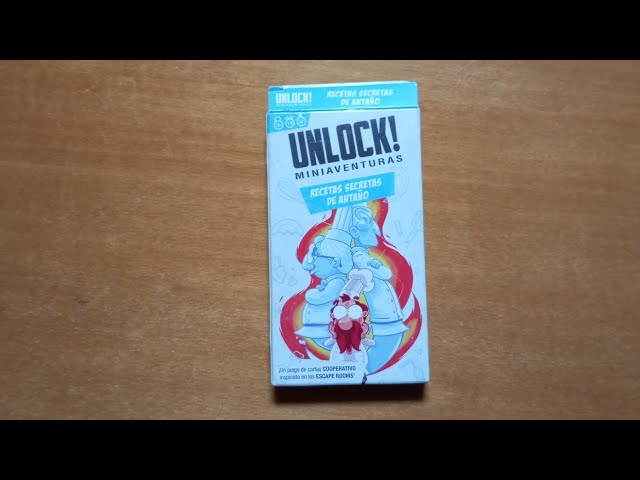 UNLOCK!
MINIAVENTURAS
RECETAS SECRETAS
DE ANTAÑO
UNLOCK!
MINIAVENTURAS
RECETAS SECRETAS
DE ANTAÑO
¡Un juego de cartas COOPERATIVO
inspirado en los ESCAPE ROOMS!